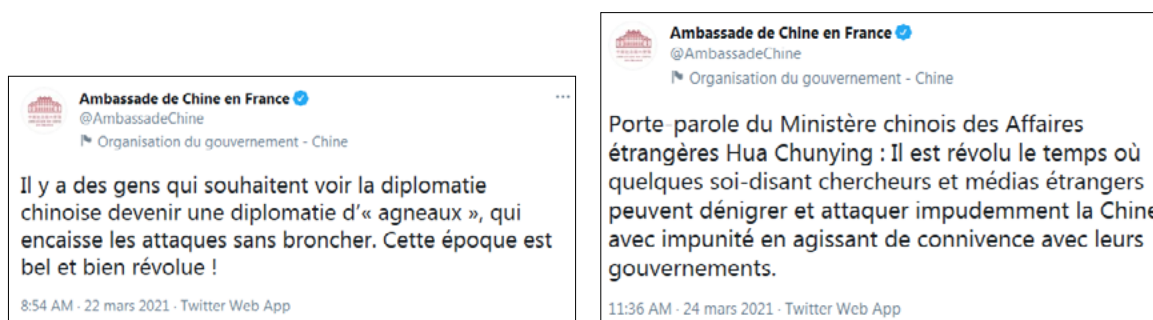 Ambassade de Chine en France
@AmbassadeChine
Organisation du gouvernement - Chine
Il y a des gens qui souhaitent voir la diplomatie
chinoise devenir une diplomatie d'« agneaux », qui
encaisse les attaques sans broncher. Cette époque est
bel et bien révolue !
8:54 AM · 22 mars 2021 · Twitter Web App
Ambassade de Chine en France
@AmbassadeChine
Organisation du gouvernement - Chine
Porte-parole du Ministère chinois des Affaires
étrangères Hua Chunying : Il est révolu le temps où
quelques soi-disant chercheurs et médias étrangers
peuvent dénigrer et attaquer impudemment la Chine
avec impunité en agissant de connivence avec leurs
gouvernements.
11:36 AM · 24 mars 2021 · Twitter Web App